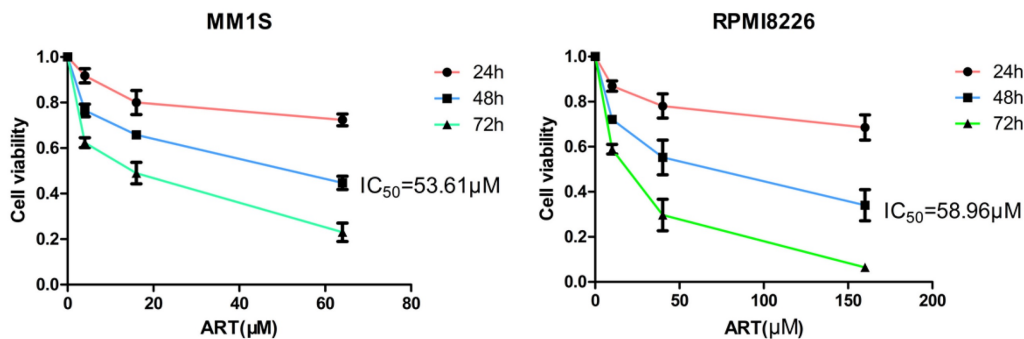 MM1S
1.0
0.8
0.6
0.4
0.2
0.0
Cell viability
0
20
40
60
80
ART(µM)
24h
48h
72h
IC₅₀=53.61µM
RPMI8226
1.0
0.8
0.6
0.4
0.2
0.0
Cell viability
0
50
100
150
200
ART(µM)
24h
48h
72h
IC₅₀=58.96µM